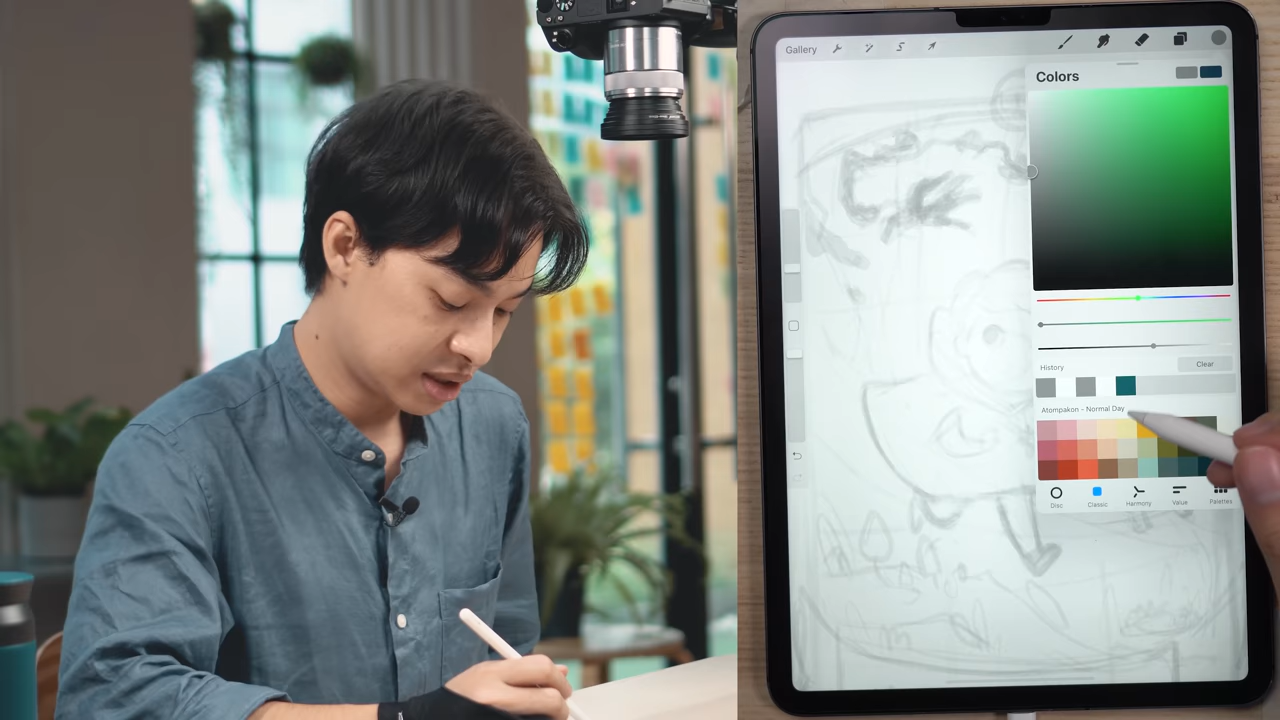 Gallery
Colors
History
Clear
Atompakon - Normal Day
Disc
Classic
Harmony
Value
Palettes